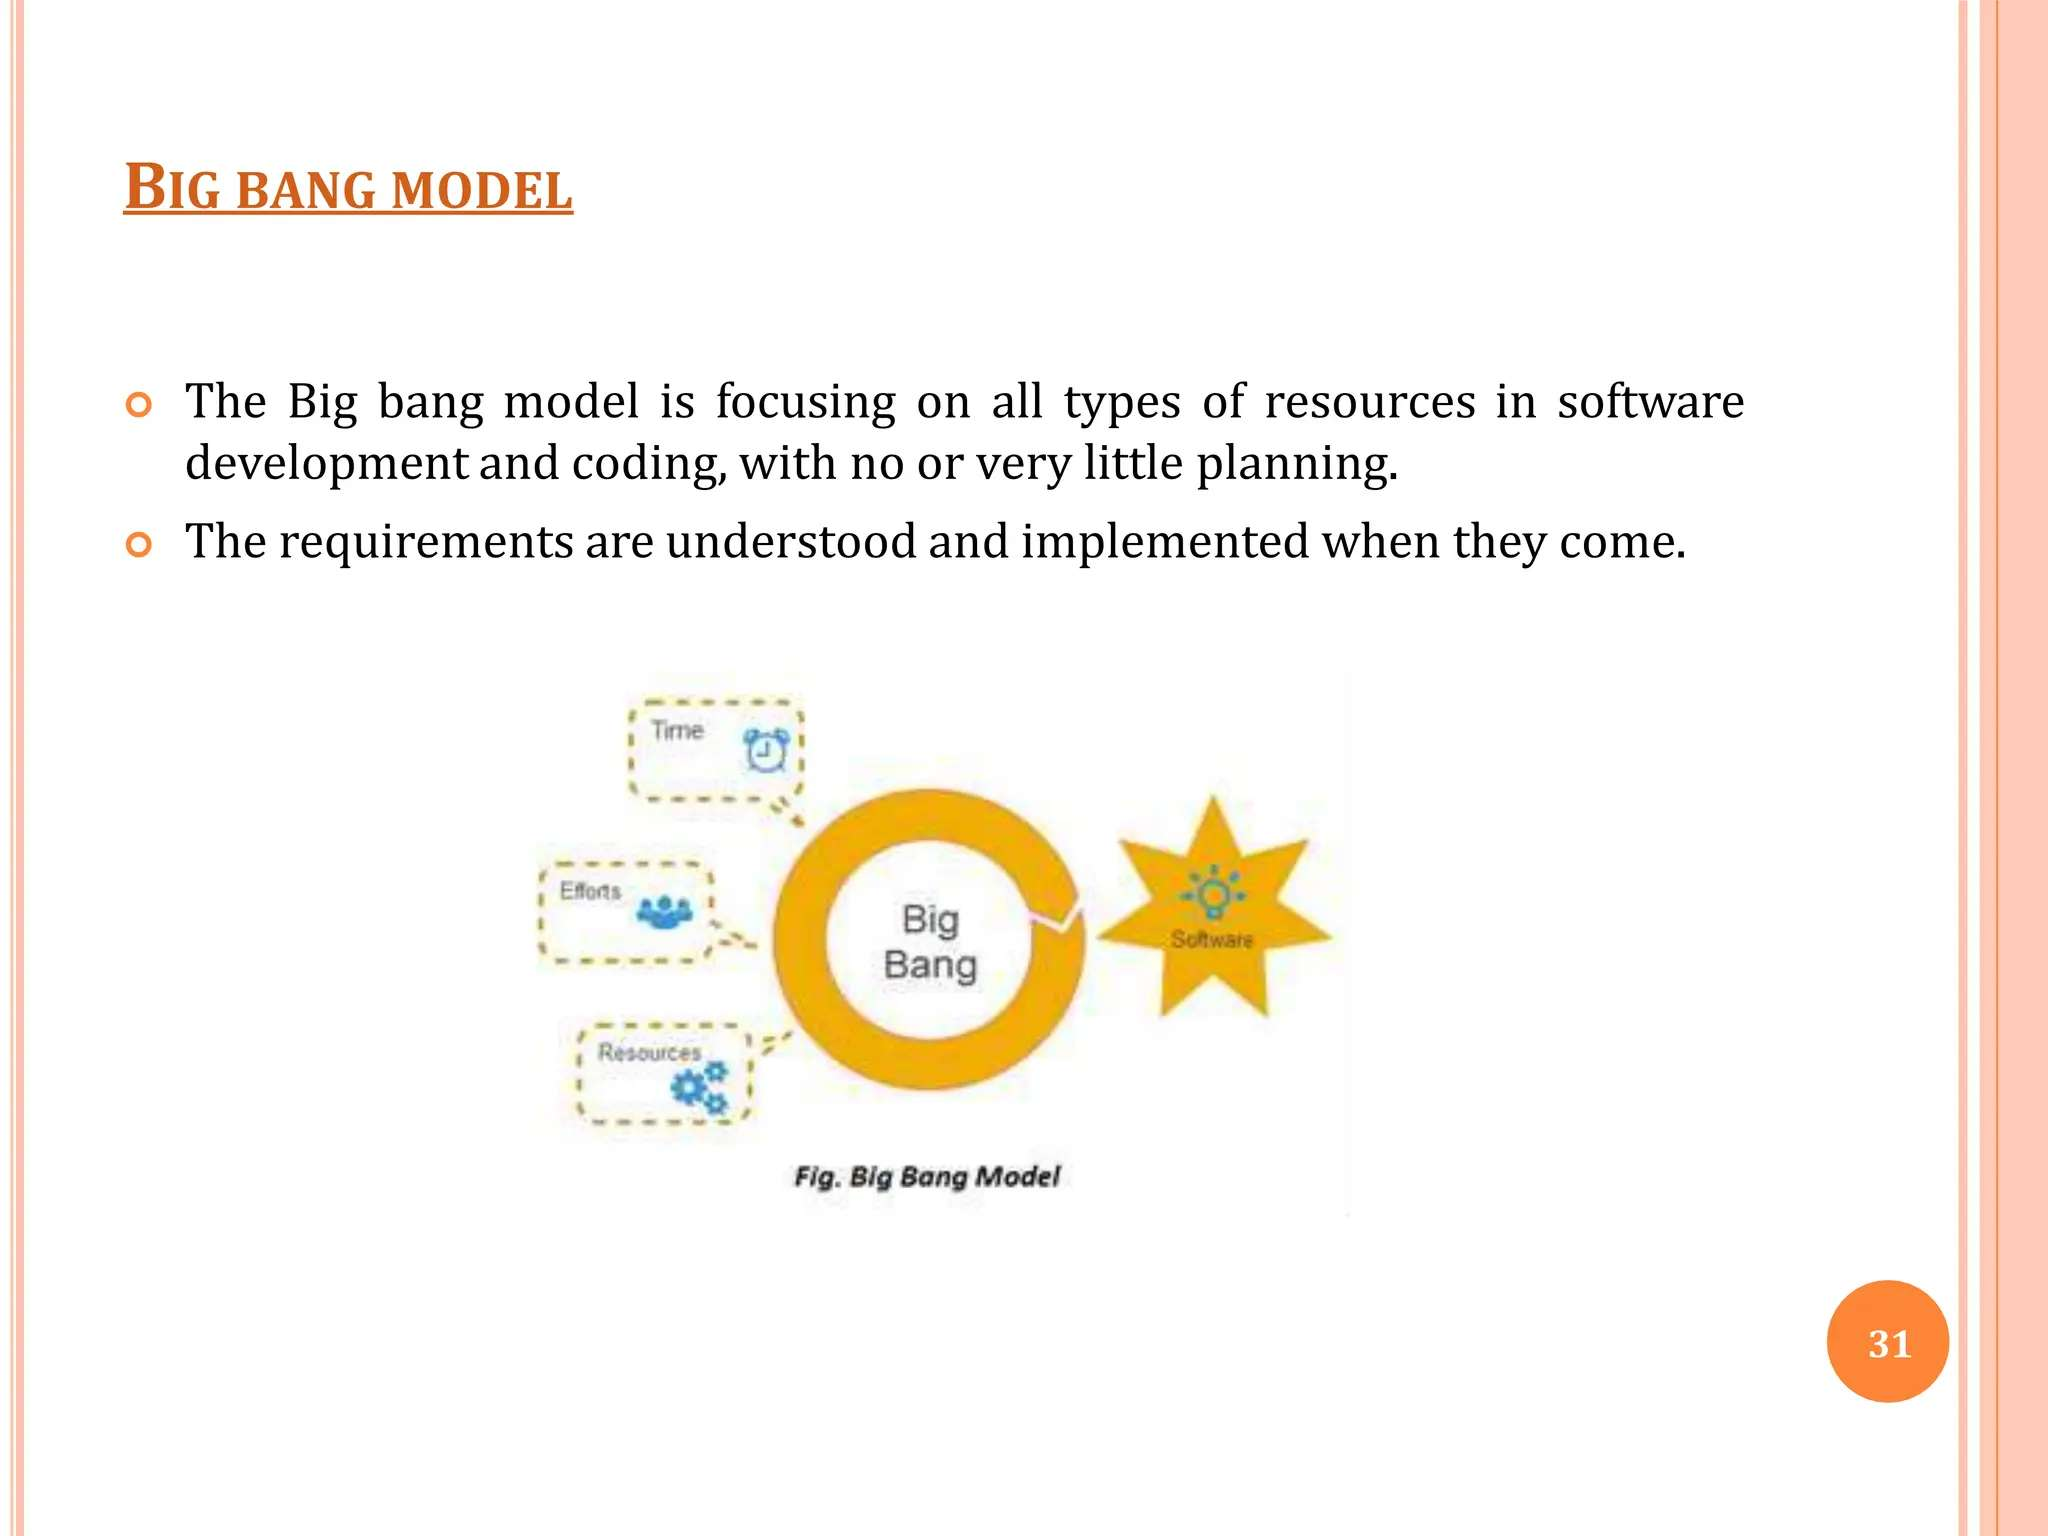 BIG BANG MODEL
The Big bang model is focusing on all types of resources in software
development and coding, with no or very little planning.
The requirements are understood and implemented when they come.
Time
Efforts
Resources
Big
Bang
Software
Fig. Big Bang Model
31